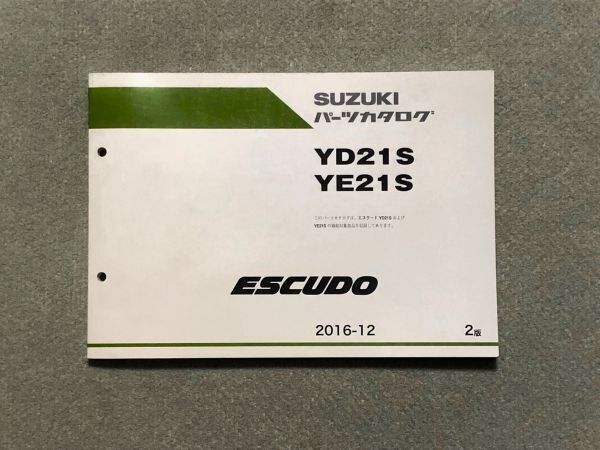 SUZUKI
パーツカタログ
YD21S
YE21S
このパーツカタログは、エスクード YD21S および
YE21S の補給対象部品を収録してあります。
ESCUDO
2016-12 2版